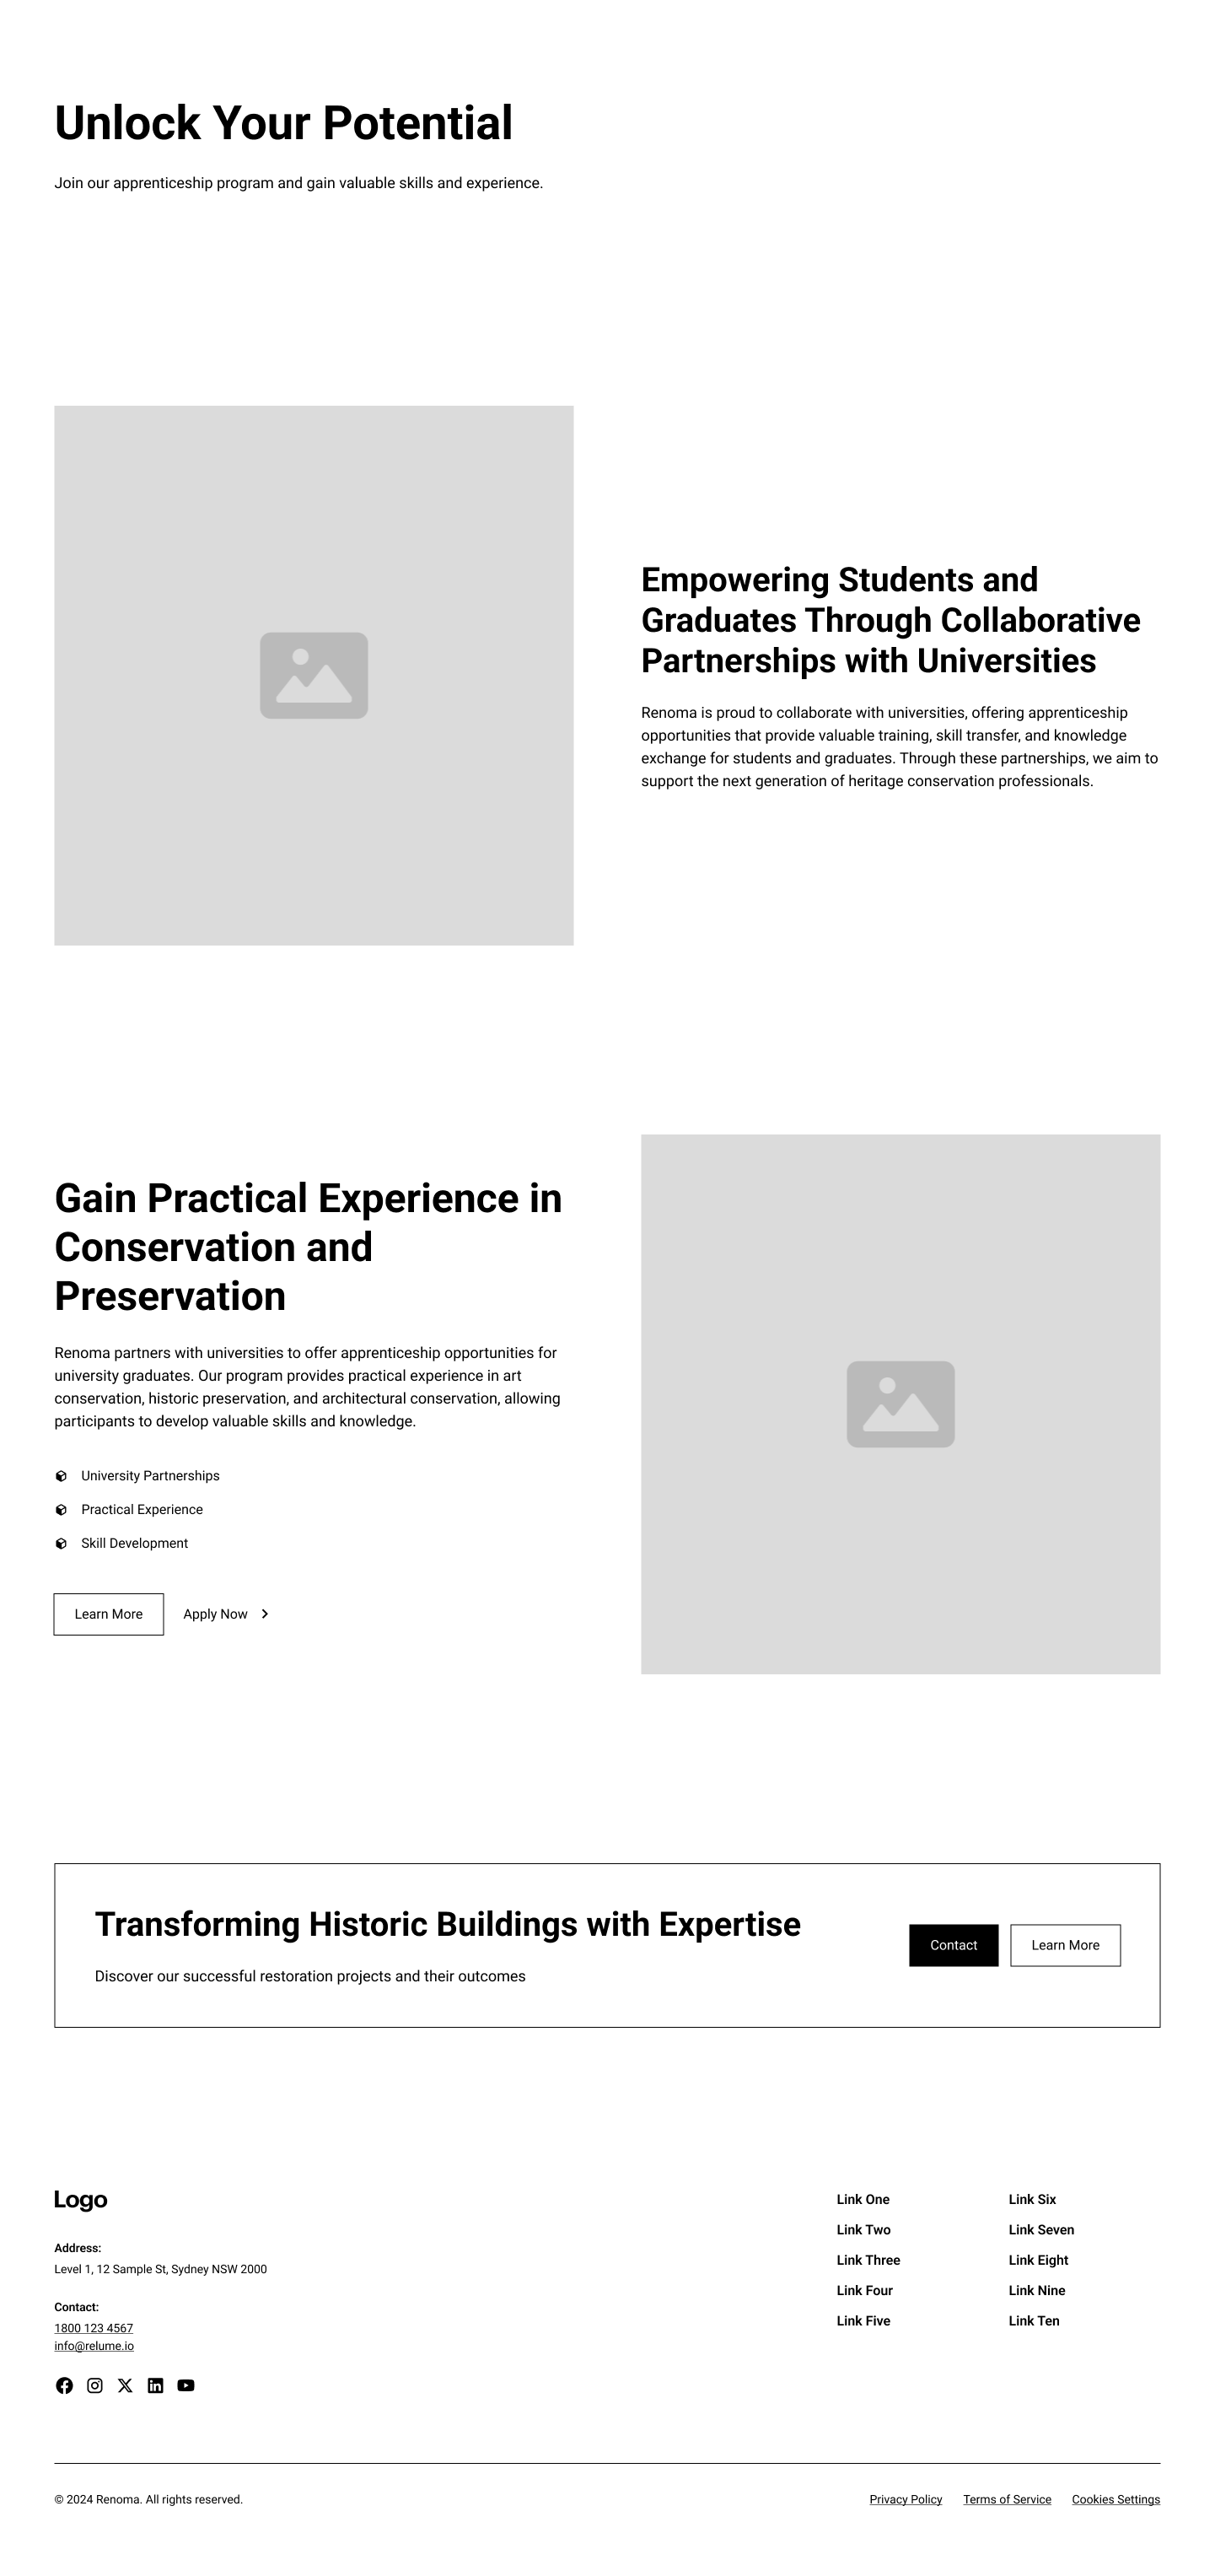 Unlock Your Potential
Join our apprenticeship program and gain valuable skills and experience.
Empowering Students and
Graduates Through Collaborative
Partnerships with Universities
Renoma is proud to collaborate with universities, offering apprenticeship
opportunities that provide valuable training, skill transfer, and knowledge
exchange for students and graduates. Through these partnerships, we aim to
support the next generation of heritage conservation professionals.
Gain Practical Experience in
Conservation and
Preservation
Renoma partners with universities to offer apprenticeship opportunities for
university graduates. Our program provides practical experience in art
conservation, historic preservation, and architectural conservation, allowing
participants to develop valuable skills and knowledge.
University Partnerships
Practical Experience
Skill Development
Learn More Apply Now
Transforming Historic Buildings with Expertise
Discover our successful restoration projects and their outcomes
Contact Learn More
Logo
Address:
Level 1, 12 Sample St, Sydney NSW 2000
Contact:
1800 123 4567
info@relume.io
Link One
Link Two
Link Three
Link Four
Link Five
Link Six
Link Seven
Link Eight
Link Nine
Link Ten
© 2024 Renoma. All rights reserved.
Privacy Policy Terms of Service Cookies Settings